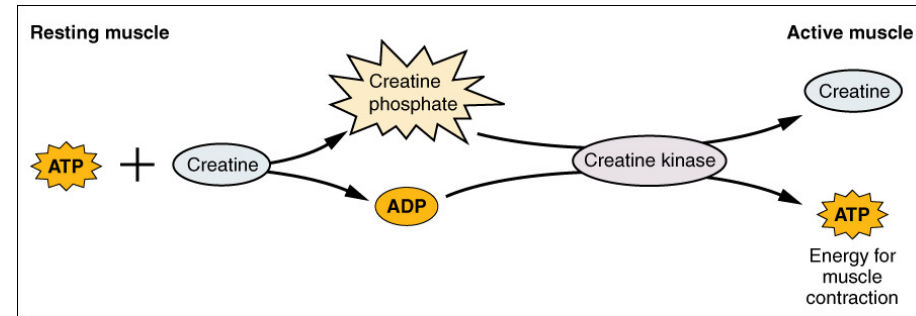 Resting muscle
Active muscle
Creatine
phosphate
Creatine
ATP
+
Creatine
Creatine kinase
ADP
ATP
Energy for
muscle
contraction